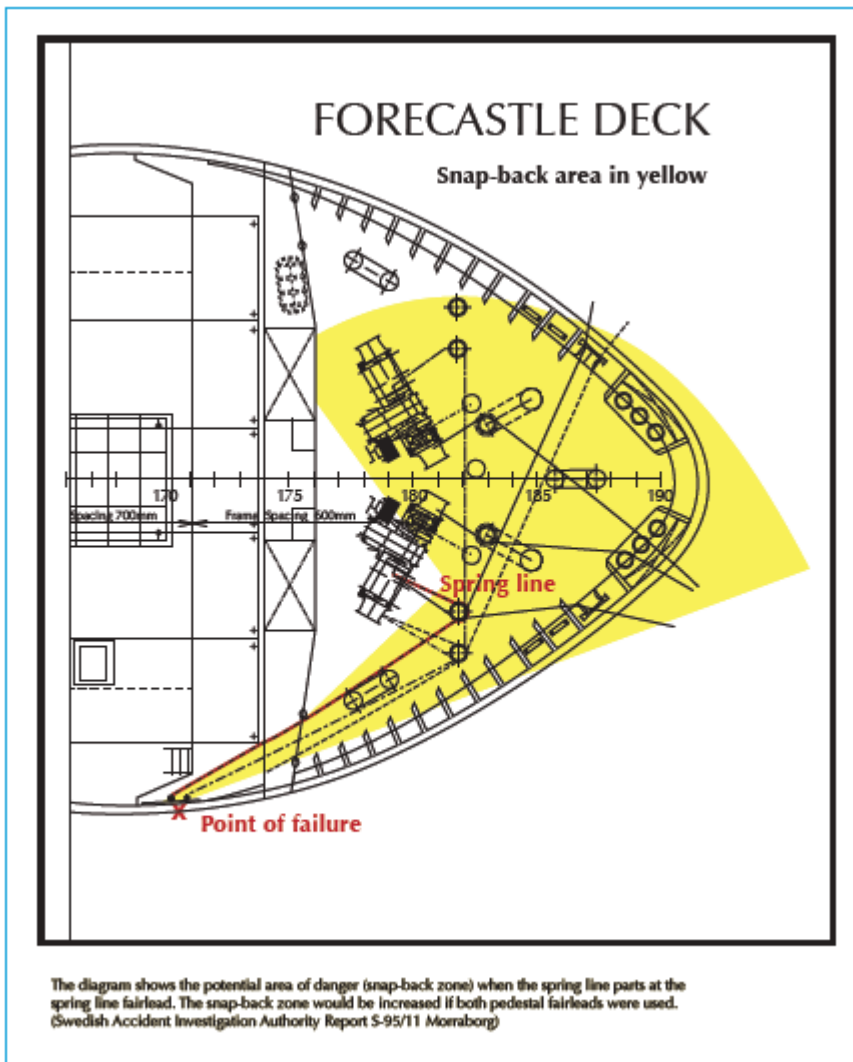 FORECASTLE DECK
Snap-back area in yellow
170 175 180 185 190
Spacing 700mm Frame Spacing 600mm
Spring line
X
Point of failure
The diagram shows the potential area of danger (snap-back zone) when the spring line parts at the
spring line fairlead. The snap-back zone would be increased if both pedestal fairleads were used.
(Swedish Accident Investigation Authority Report S-95/11 Morraborg)